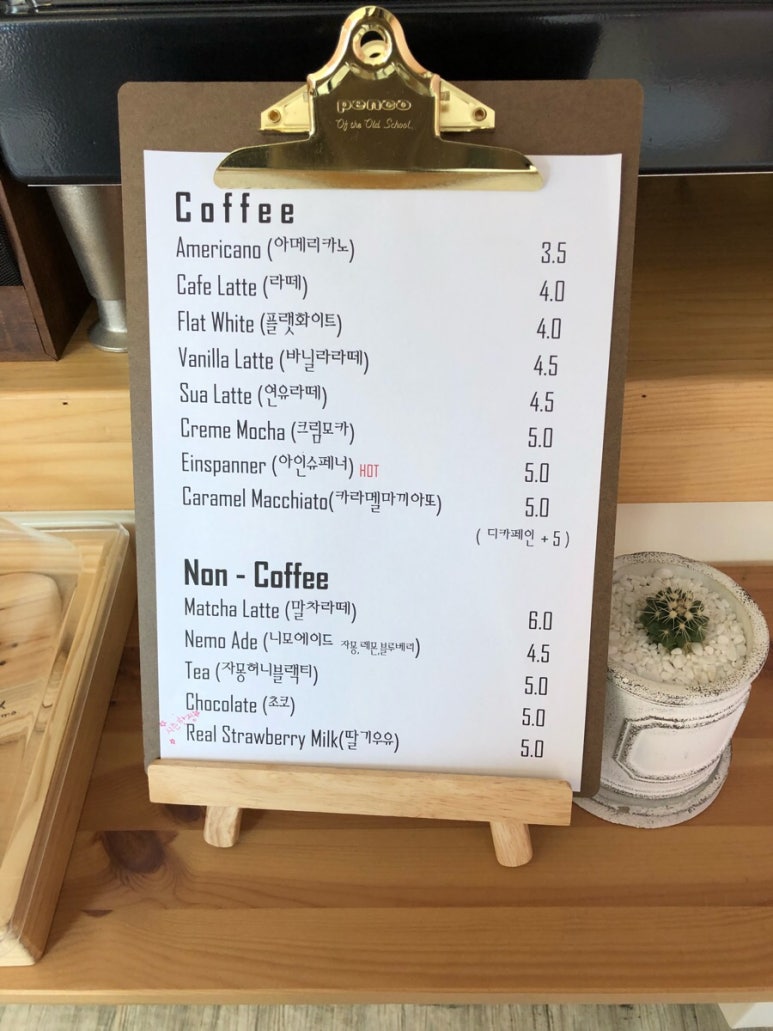 penco
Of the Old School.
Coffee
Americano (아메리카노) 3.5
Cafe Latte (라떼) 4.0
Flat White (플랫화이트) 4.0
Vanilla Latte (바닐라라떼) 4.5
Sua Latte (연유라떼) 4.5
Creme Mocha (크림모카) 5.0
Einspanner (아인슈페너) HOT 5.0
Caramel Macchiato(카라멜마끼아또) 5.0
( 디카페인 + 5 )
Non - Coffee
Matcha Latte (말차라떼) 6.0
Nemo Ade (니모에이드 자몽,레몬,블루베리) 4.5
Tea (자몽허니블랙티) 5.0
Chocolate (초코) 5.0
시즌한정
Real Strawberry Milk(딸기우유) 5.0